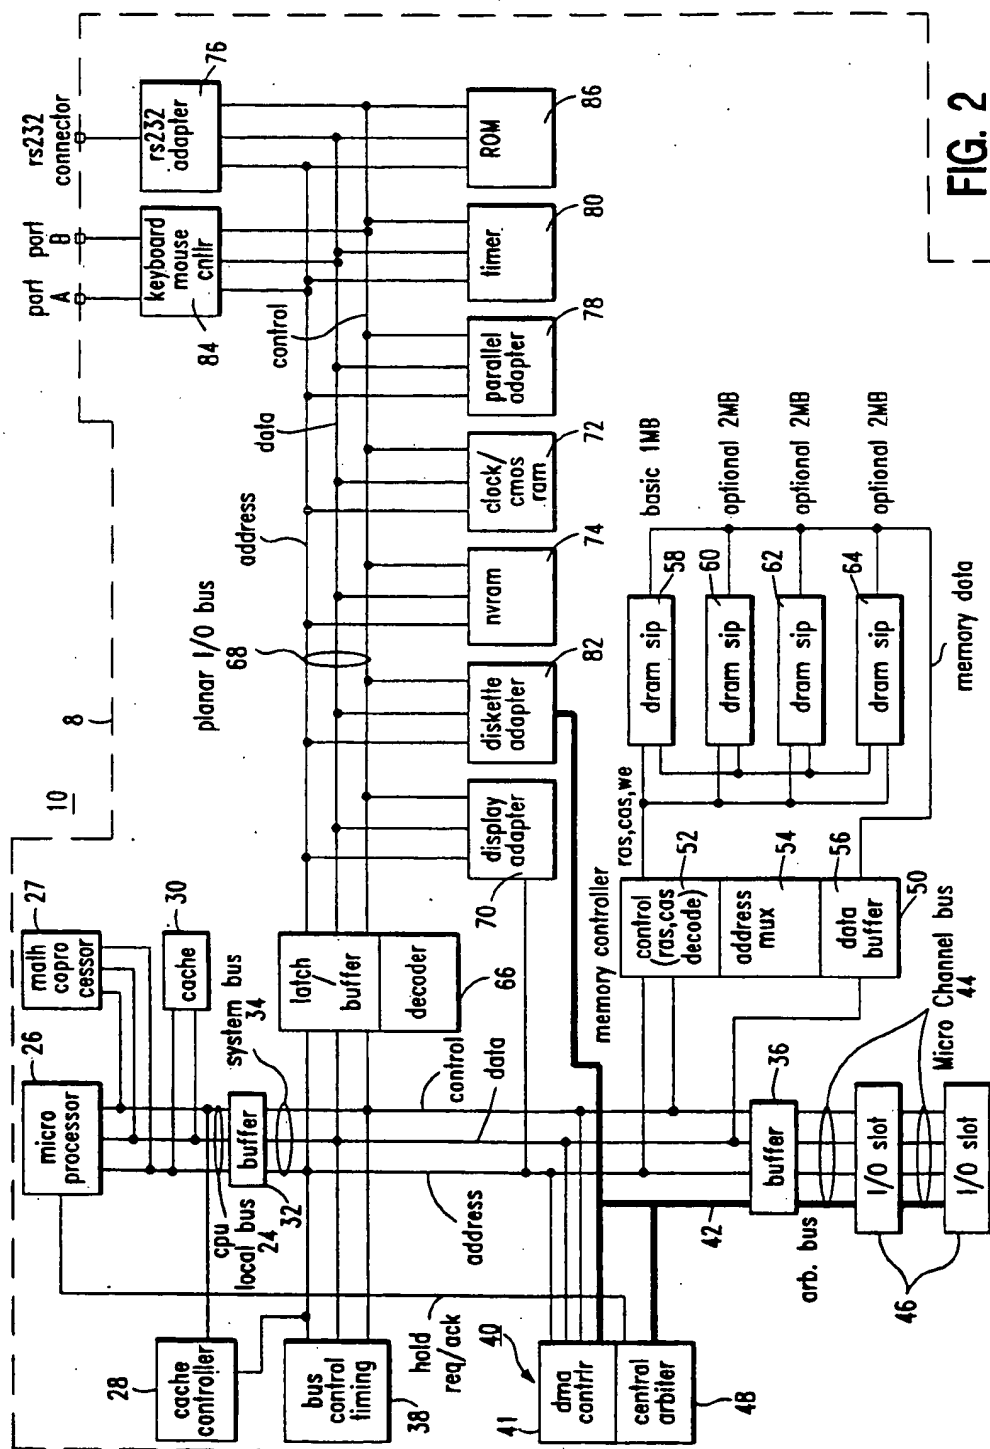 rs232
connector
port
B
port
A
76
rs232
adapter
keyboard
mouse
cntlr
84
86
ROM
80
timer
78
parallel
adapter
72
clock/
cmos
ram
74
nvram
82
diskette
adapter
display
adapter
70
control
data
address
planar I/O bus
68
8
10
27
math
copro
cessor
30
cache
26
micro
processor
latch
/
buffer
decoder
66
system bus
34
buffer
32
cpu
local bus
24
control
data
address
28
cache
controller
bus
control
timing
38
hold
req/ack
40
41
dma
contrlr
central
arbiter
48
arb. bus
42
buffer
36
I/O slot
I/O slot
46
Micro Channel bus
44
memory controller
ras,cas,we
control
(ras,cas
decode)
52
address
mux
54
data
buffer
56
50
dram sip
58
dram sip
60
dram sip
62
dram sip
64
basic 1MB
optional 2MB
optional 2MB
optional 2MB
memory data
FIG. 2